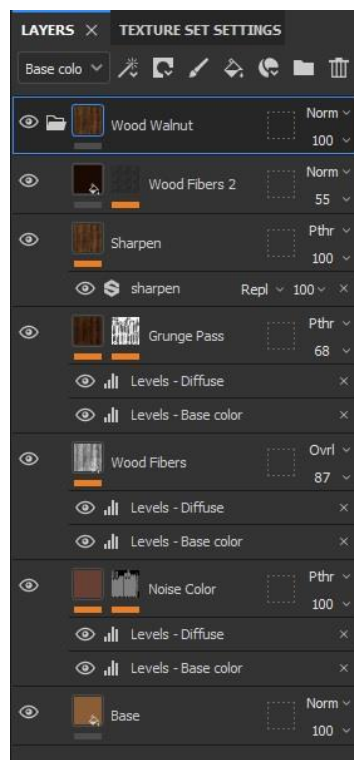 LAYERS × TEXTURE SET SETTINGS
Base colo
Wood Walnut Norm
100
Wood Fibers 2 Norm
55
Sharpen Pthr
100
sharpen Repl 100 ×
Grunge Pass Pthr
68
Levels - Diffuse ×
Levels - Base color ×
Wood Fibers Ovrl
87
Levels - Diffuse ×
Levels - Base color ×
Noise Color Pthr
100
Levels - Diffuse ×
Levels - Base color ×
Base Norm
100